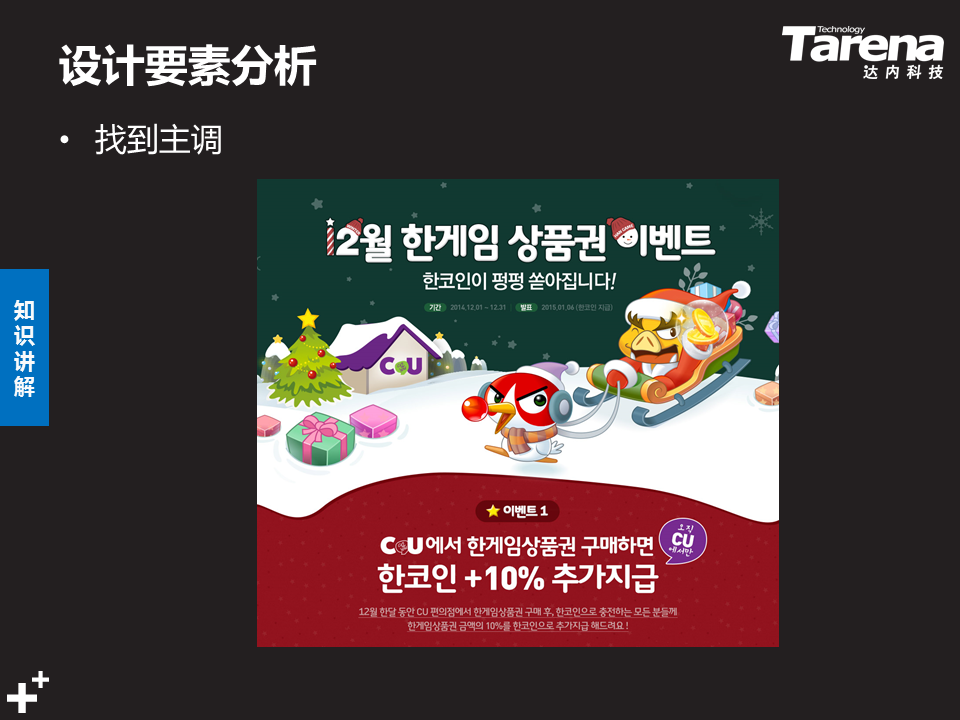 设计要素分析
Technology
Tarena
达内科技
• 找到主调
知识讲解
12월 한게임 상품권 이벤트
한코인이 펑펑 쏟아집니다!
기간 2014.12.01 ~ 12.31 발표 2015.01.06 (한코인 지급)
CU
이벤트 1
CU에서 한게임상품권 구매하면
오직
CU
에서만
한코인 +10% 추가지급
12월 한달 동안 CU 편의점에서 한게임상품권 구매 후, 한코인으로 충전하는 모든 분들께
한게임상품권 금액의 10%를 한코인으로 추가지급 해드려요!